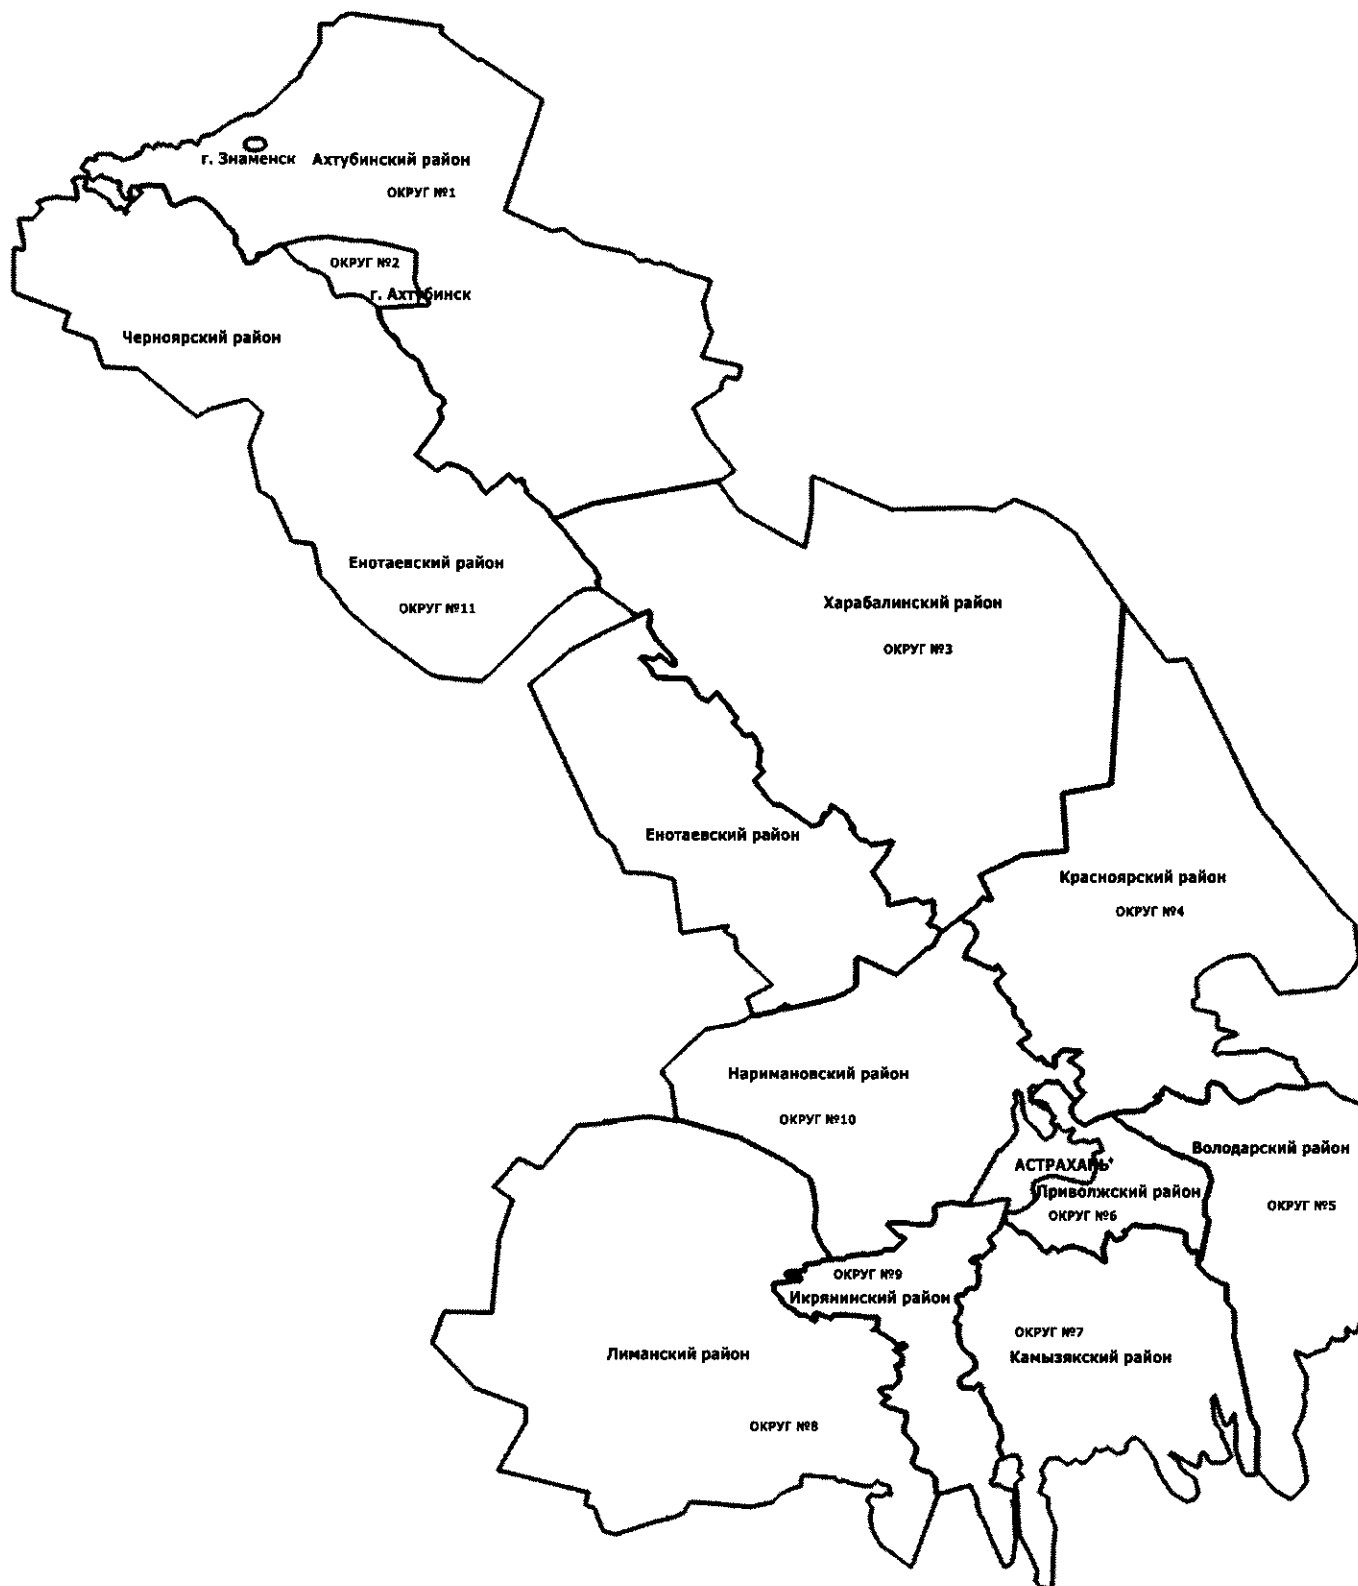 г. Знаменск
Ахтубинский район
ОКРУГ №1
ОКРУГ №2
г. Ахтубинск
Черноярский район
Енотаевский район
ОКРУГ №11
Харабалинский район
ОКРУГ №3
Енотаевский район
Красноярский район
ОКРУГ №4
Наримановский район
ОКРУГ №10
Володарский район
ОКРУГ №5
АСТРАХАНЬ
Приволжский район
ОКРУГ №6
ОКРУГ №9
Икрянинский район
ОКРУГ №7
Камызякский район
Лиманский район
ОКРУГ №8